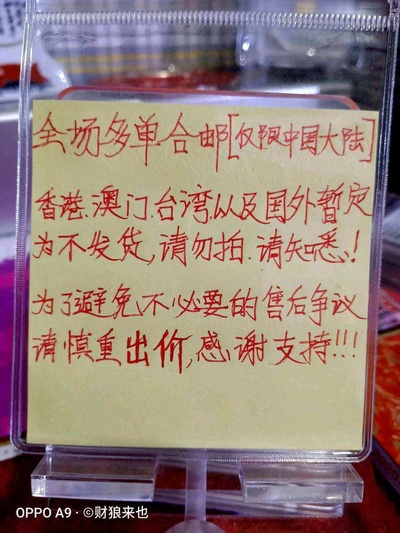 全场多单合邮[仅限中国大陆]
香港.澳门.台湾以及国外暂定
为不发货,请勿拍.请知悉!
为了避免不必要的售后争议
请慎重出价,感谢支持!!!
OPPO A9 · ©财狼来也